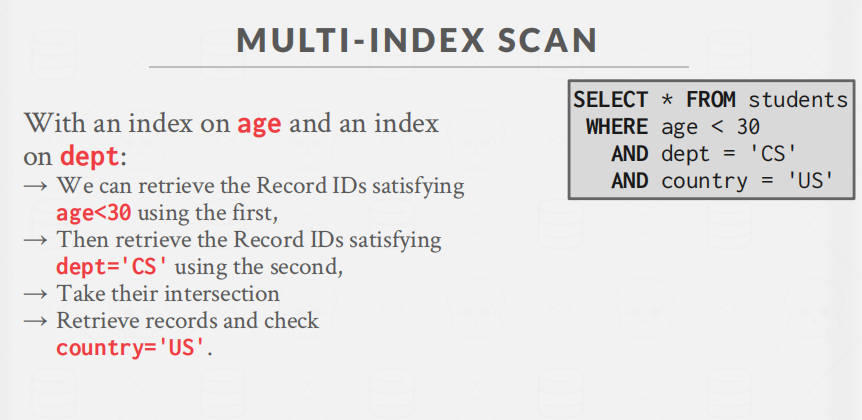 MULTI-INDEX SCAN
With an index on age and an index
on dept:
→ We can retrieve the Record IDs satisfying
age<30 using the first,
→ Then retrieve the Record IDs satisfying
dept='CS' using the second,
→ Take their intersection
→ Retrieve records and check
country='US'.
SELECT * FROM students
WHERE age < 30
AND dept = 'CS'
AND country = 'US'